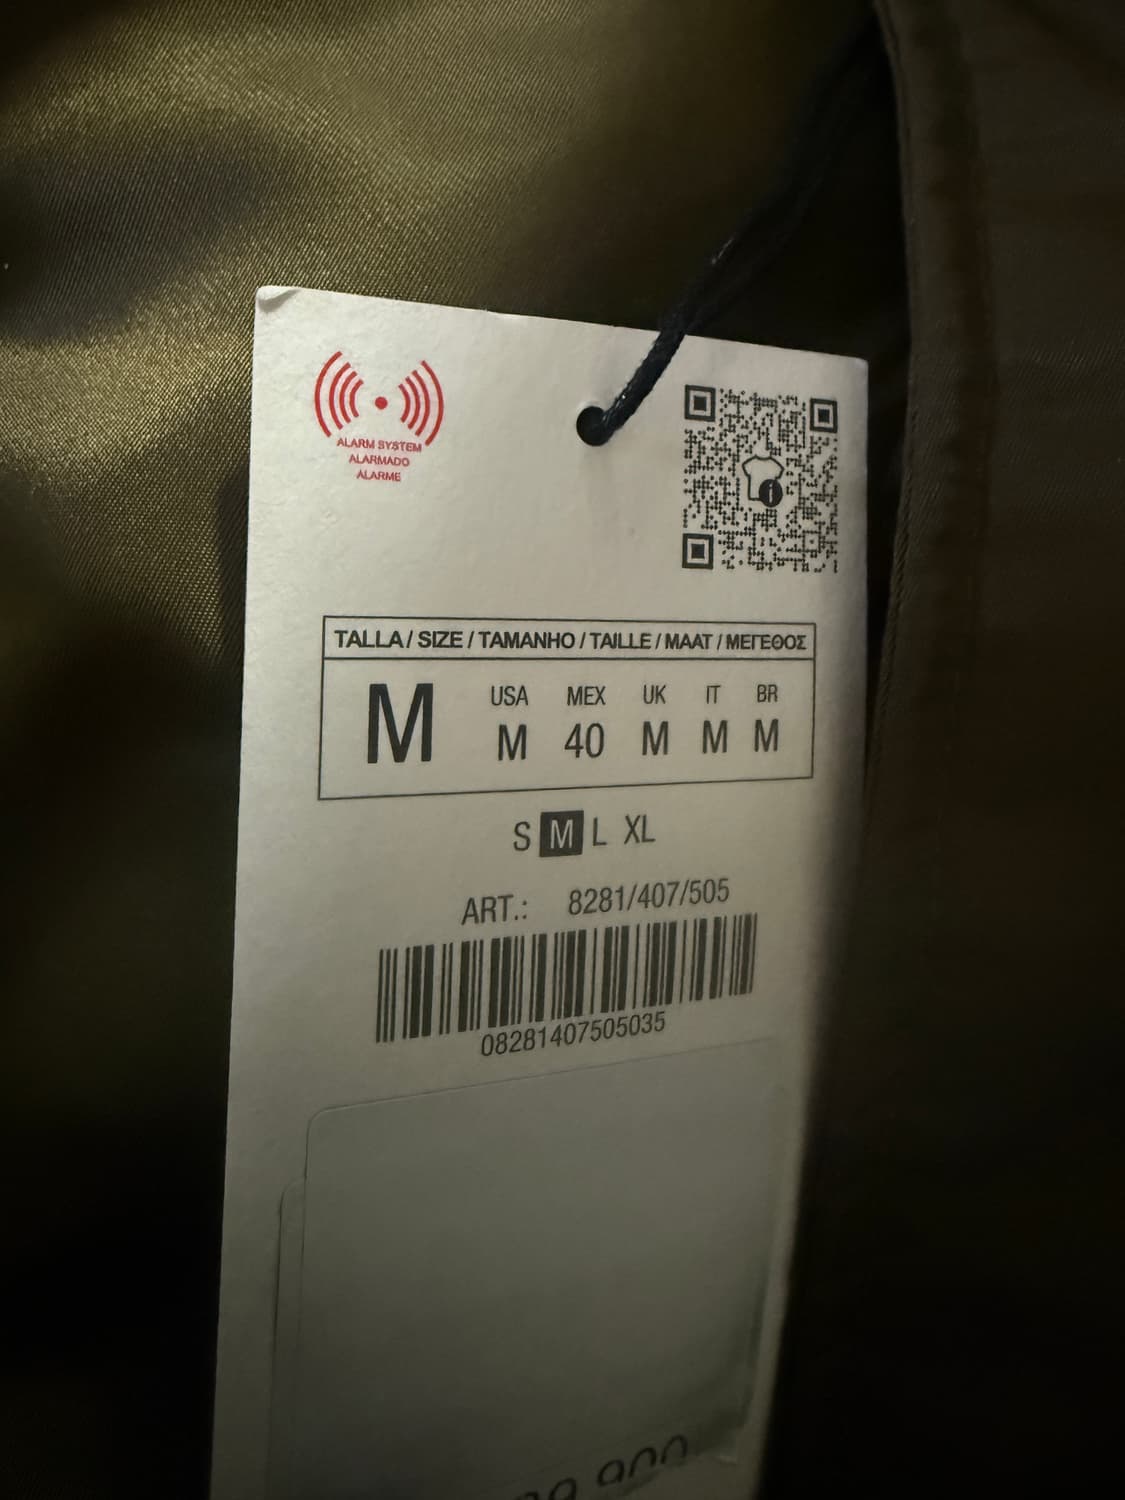 ALARM SYSTEM
ALARMADO
ALARME
TALLA / SIZE / TAMANHO / TAILLE / MAAT / ΜΕΓΕΘΟΣ
M USA MEX UK IT BR
M 40 M M M
S M L XL
ART.: 8281/407/505
08281407505035